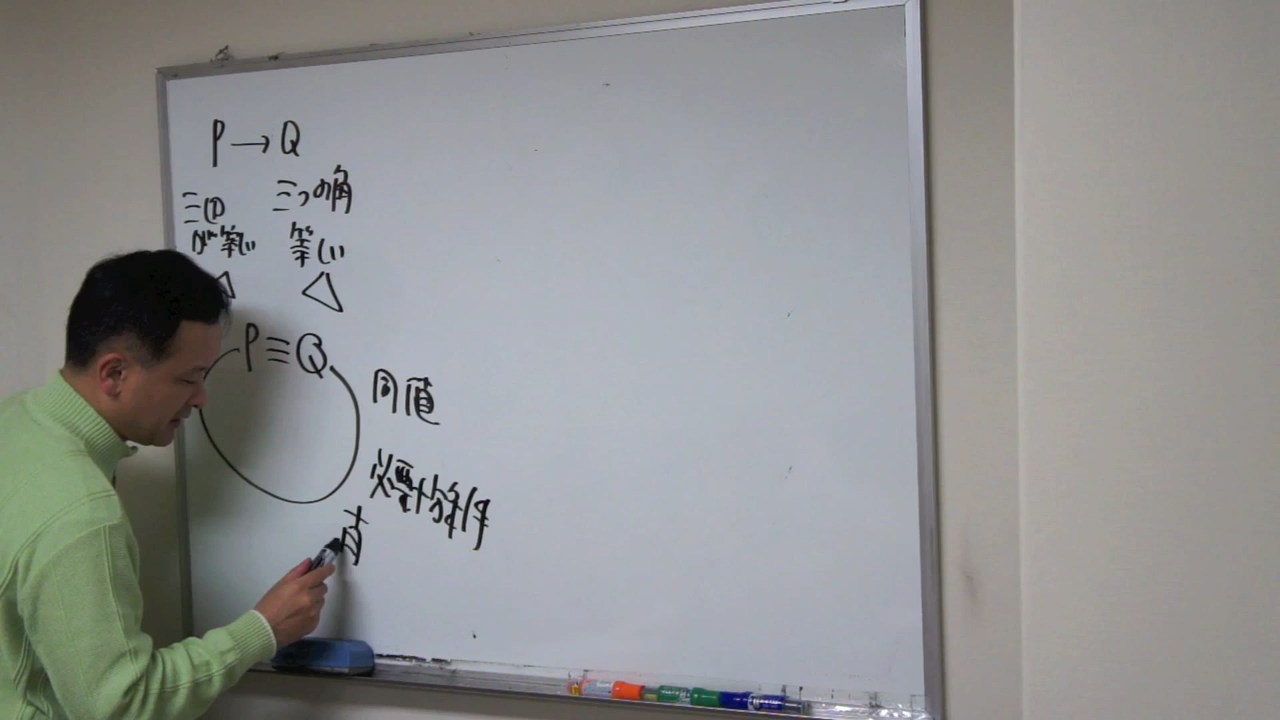 P → Q
三辺 三つの角
が等しい 等しい
P ≡ Q
同値
必要十分条件